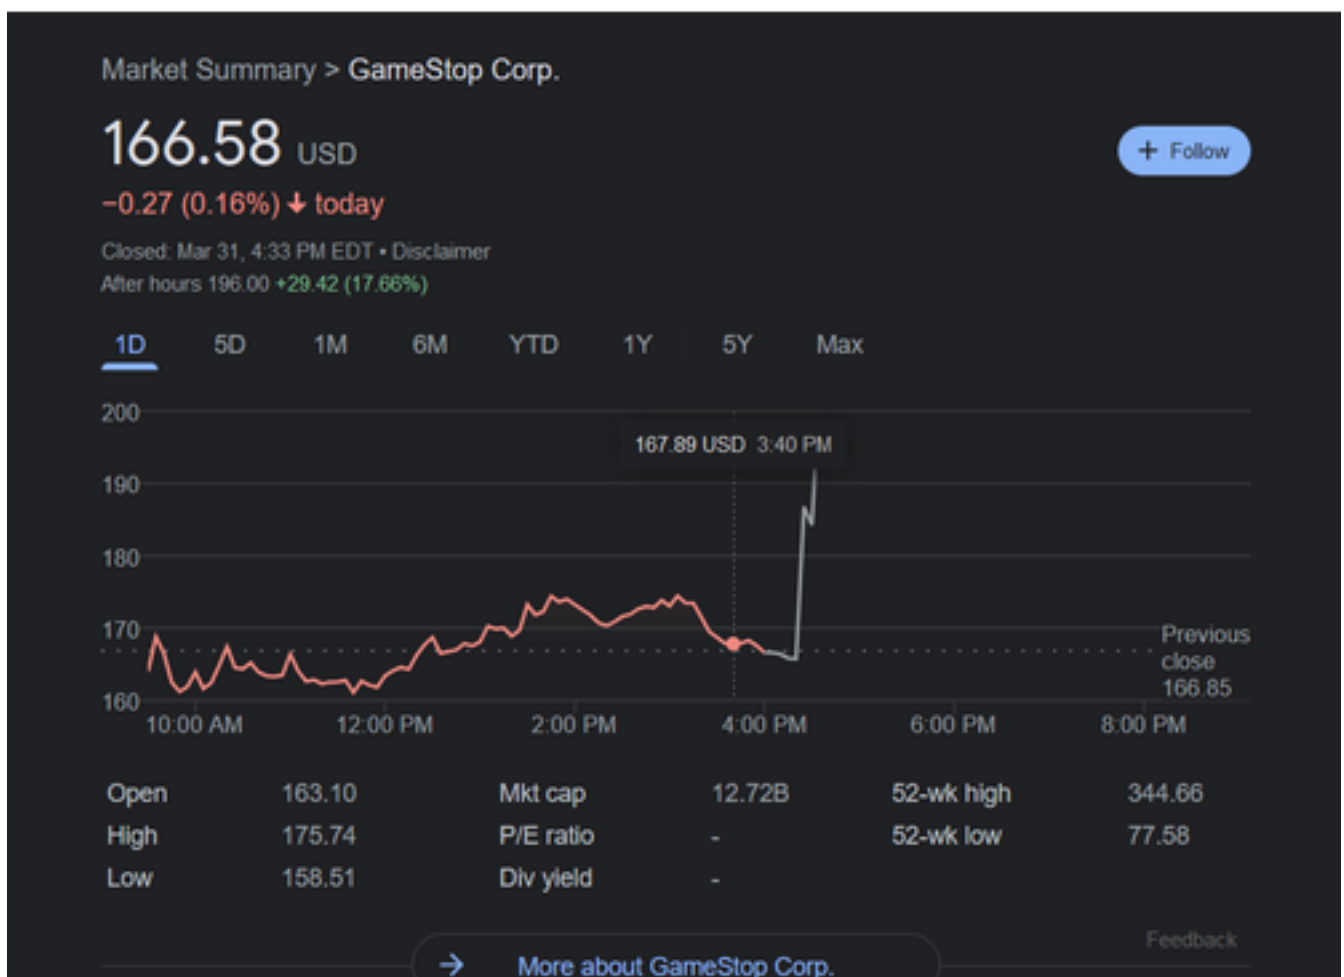 Market Summary > GameStop Corp.
166.58 USD
+ Follow
−0.27 (0.16%) ↓ today
Closed: Mar 31, 4:33 PM EDT • Disclaimer
After hours 196.00 +29.42 (17.66%)
1D 5D 1M 6M YTD 1Y 5Y Max
200
167.89 USD 3:40 PM
190
180
170
Previous
close
166.85
160
10:00 AM 12:00 PM 2:00 PM 4:00 PM 6:00 PM 8:00 PM
Open 163.10 Mkt cap 12.72B 52-wk high 344.66
High 175.74 P/E ratio - 52-wk low 77.58
Low 158.51 Div yield -
Feedback
→ More about GameStop Corp.